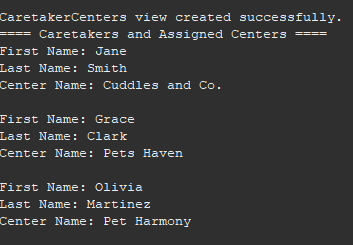 CaretakerCenters view created successfully.
==== Caretakers and Assigned Centers ====
First Name: Jane
Last Name: Smith
Center Name: Cuddles and Co.
First Name: Grace
Last Name: Clark
Center Name: Pets Haven
First Name: Olivia
Last Name: Martinez
Center Name: Pet Harmony